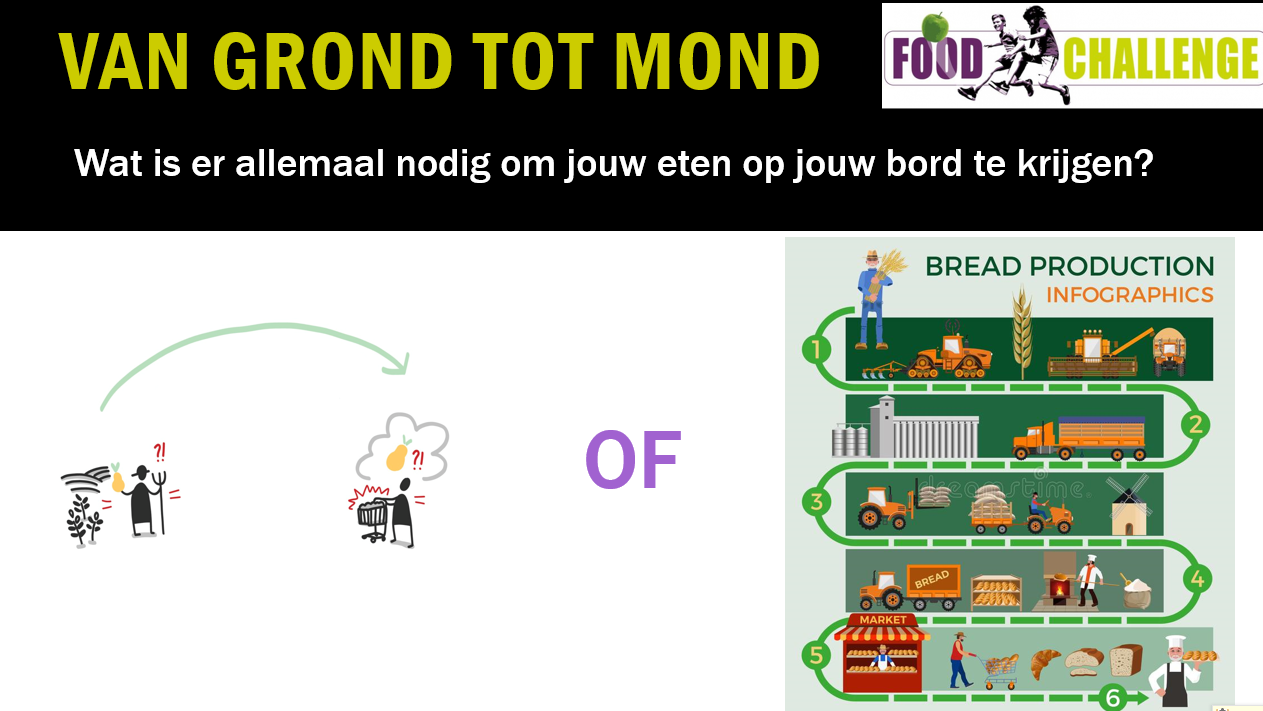 VAN GROND TOT MOND
FOOD CHALLENGE
Wat is er allemaal nodig om jouw eten op jouw bord te krijgen?
?!
?!
OF
BREAD PRODUCTION
INFOGRAPHICS
1
2
3
dreamstime.
4
BREAD
MARKET
5
6